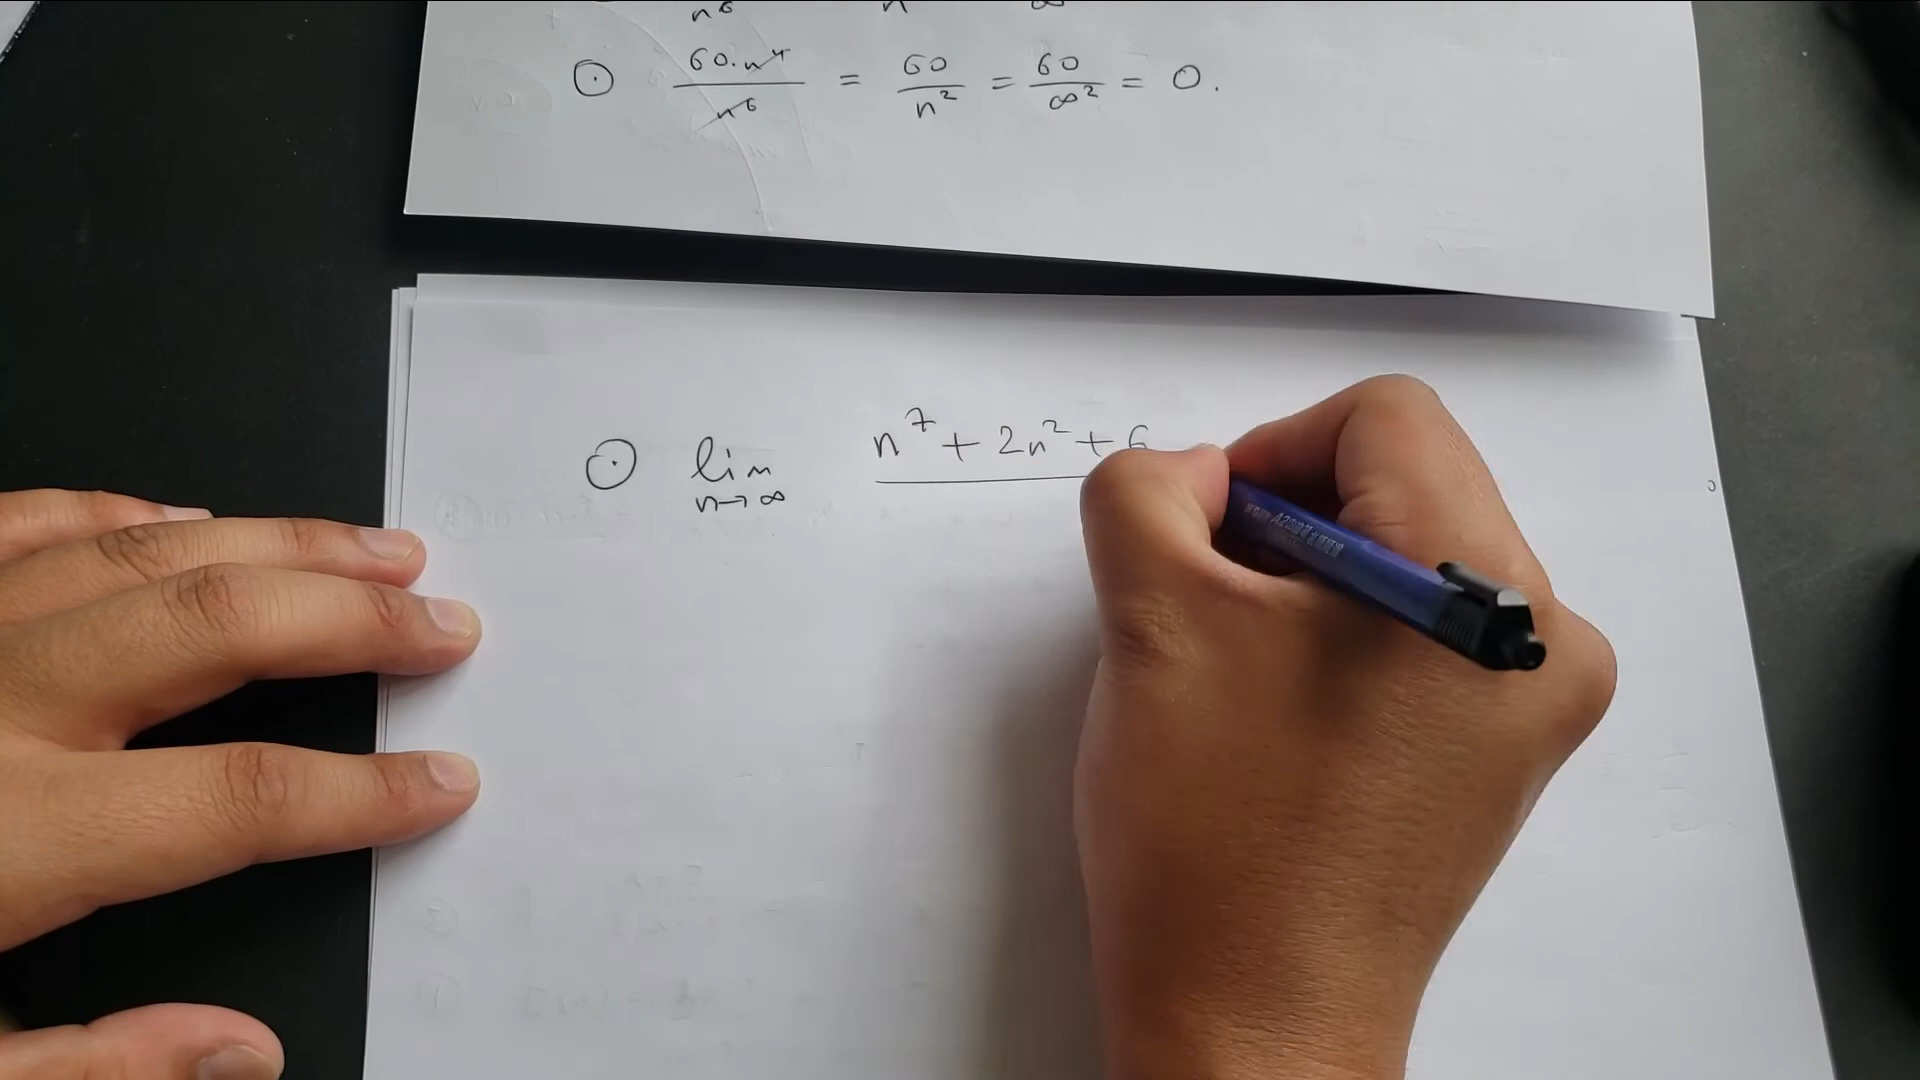 ⊙ 60.n⁴/n⁶ = 60/n² = 60/∞² = 0.
⊙ lim n→∞ n⁷ + 2n² + 6